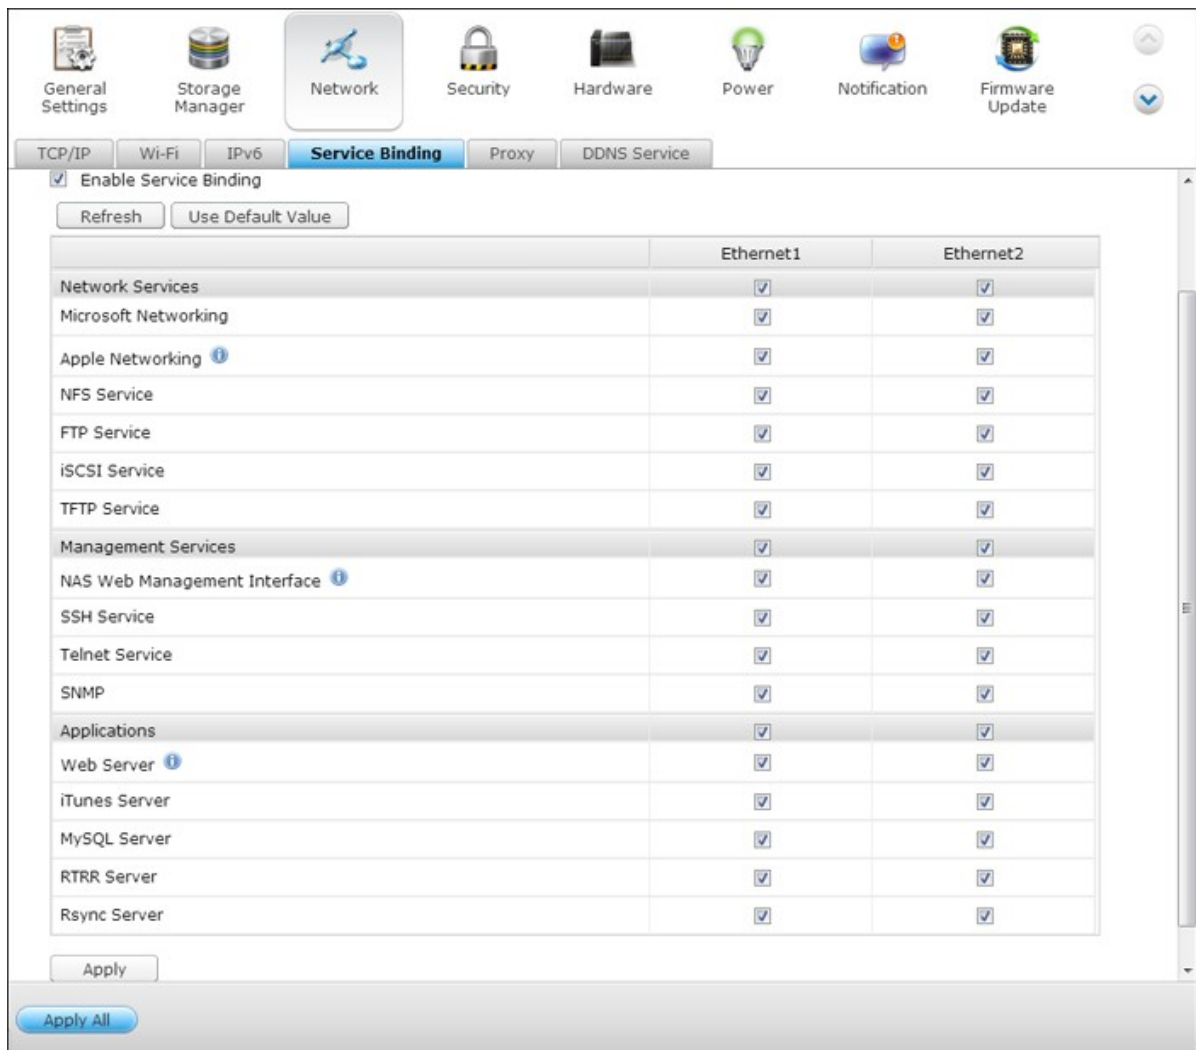 General Settings
Storage Manager
Network
Security
Hardware
Power
Notification
Firmware Update
TCP/IP Wi-Fi IPv6 Service Binding Proxy DDNS Service
Enable Service Binding
Refresh Use Default Value
Ethernet1 Ethernet2
Network Services
Microsoft Networking
Apple Networking
NFS Service
FTP Service
iSCSI Service
TFTP Service
Management Services
NAS Web Management Interface
SSH Service
Telnet Service
SNMP
Applications
Web Server
iTunes Server
MySQL Server
RTRR Server
Rsync Server
Apply
Apply All